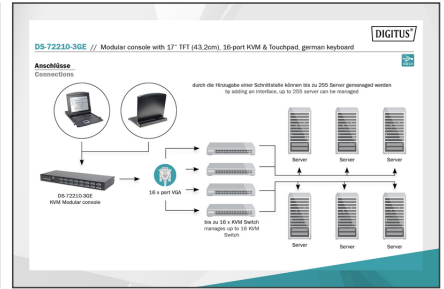 DIGITUS®
DS-72210-3GE // Modular console with 17" TFT (43,2cm), 16-port KVM & Touchpad, german keyboard
Anschlüsse
Connections
durch die Hinzugabe einer Schnittstelle können bis zu 255 Server gemanaged werden
by adding an interface, up to 255 server can be managed
Server
Server
Server
DS-72210-3GE
KVM Modular console
16 x port VGA
bis zu 16 x KVM Switch
manages up to 16 KVM
Switch
Server
Server
Server